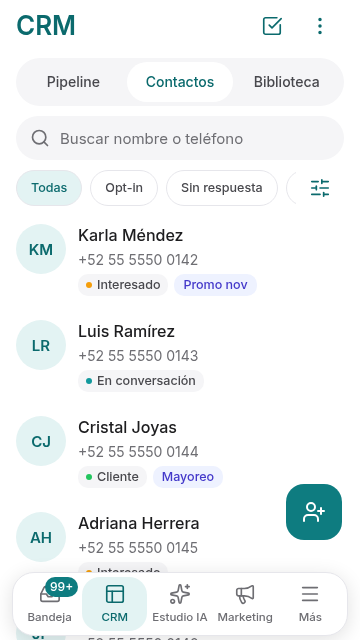 CRM
Pipeline
Contactos
Biblioteca
Buscar nombre o teléfono
Todas
Opt-in
Sin respuesta
KM
Karla Méndez
+52 55 5550 0142
Interesado
Promo nov
LR
Luis Ramírez
+52 55 5550 0143
En conversación
CJ
Cristal Joyas
+52 55 5550 0144
Cliente
Mayoreo
AH
Adriana Herrera
+52 55 5550 0145
Interesado
99+
Bandeja
CRM
Estudio IA
Marketing
Más